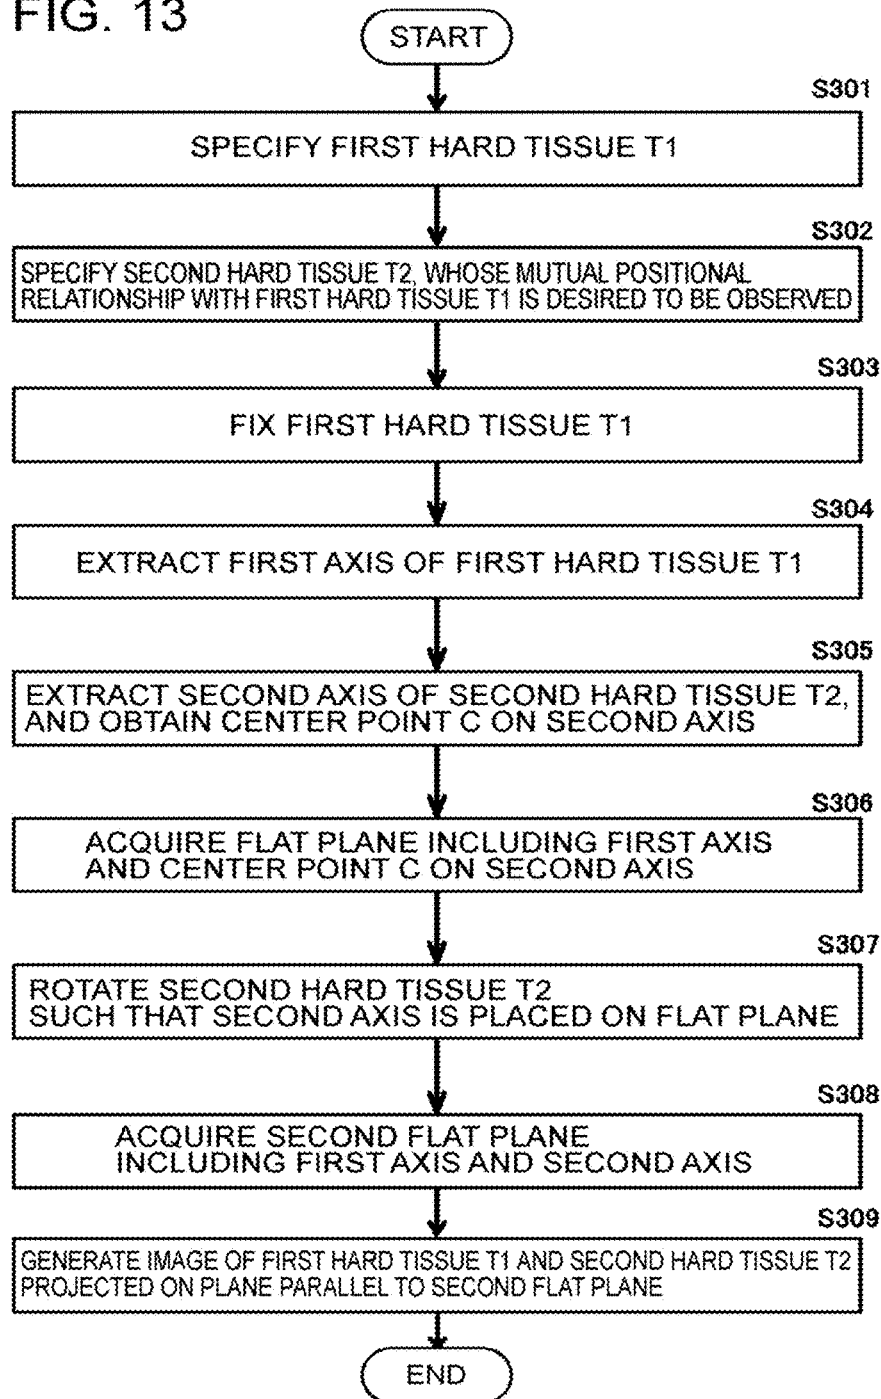 FIG. 13
START
S301
SPECIFY FIRST HARD TISSUE T1
S302
SPECIFY SECOND HARD TISSUE T2, WHOSE MUTUAL POSITIONAL
RELATIONSHIP WITH FIRST HARD TISSUE T1 IS DESIRED TO BE OBSERVED
S303
FIX FIRST HARD TISSUE T1
S304
EXTRACT FIRST AXIS OF FIRST HARD TISSUE T1
S305
EXTRACT SECOND AXIS OF SECOND HARD TISSUE T2,
AND OBTAIN CENTER POINT C ON SECOND AXIS
S306
ACQUIRE FLAT PLANE INCLUDING FIRST AXIS
AND CENTER POINT C ON SECOND AXIS
S307
ROTATE SECOND HARD TISSUE T2
SUCH THAT SECOND AXIS IS PLACED ON FLAT PLANE
S308
ACQUIRE SECOND FLAT PLANE
INCLUDING FIRST AXIS AND SECOND AXIS
S309
GENERATE IMAGE OF FIRST HARD TISSUE T1 AND SECOND HARD TISSUE T2
PROJECTED ON PLANE PARALLEL TO SECOND FLAT PLANE
END